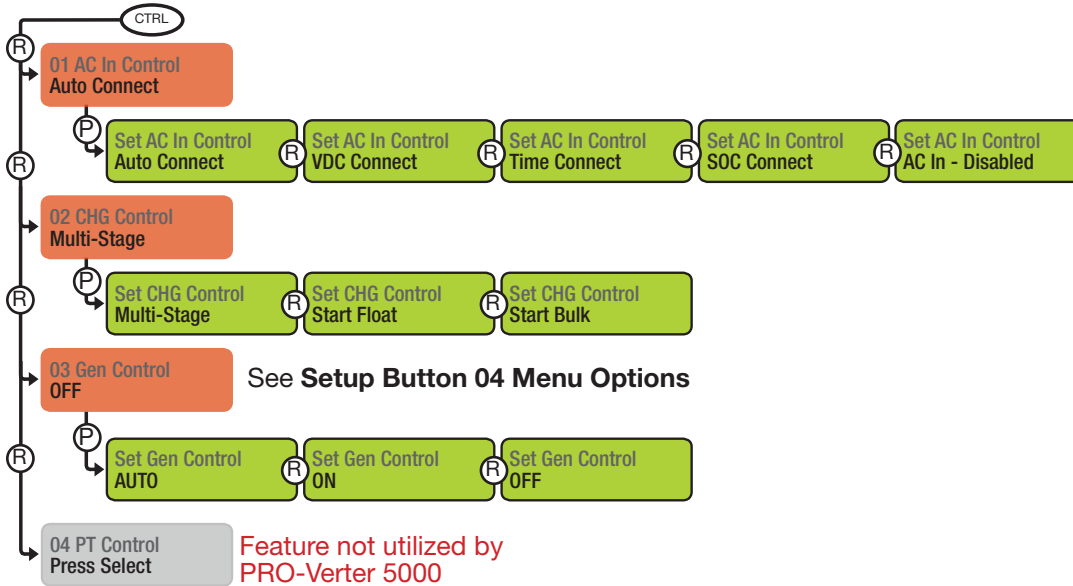 CTRL
R
01 AC In Control
Auto Connect
P
Set AC In Control
Auto Connect
R
Set AC In Control
VDC Connect
R
Set AC In Control
Time Connect
R
Set AC In Control
SOC Connect
R
Set AC In Control
AC In - Disabled
R
02 CHG Control
Multi-Stage
P
Set CHG Control
Multi-Stage
R
Set CHG Control
Start Float
R
Set CHG Control
Start Bulk
R
03 Gen Control
OFF
See Setup Button 04 Menu Options
P
Set Gen Control
AUTO
R
Set Gen Control
ON
R
Set Gen Control
OFF
R
04 PT Control
Press Select
Feature not utilized by
PRO-Verter 5000